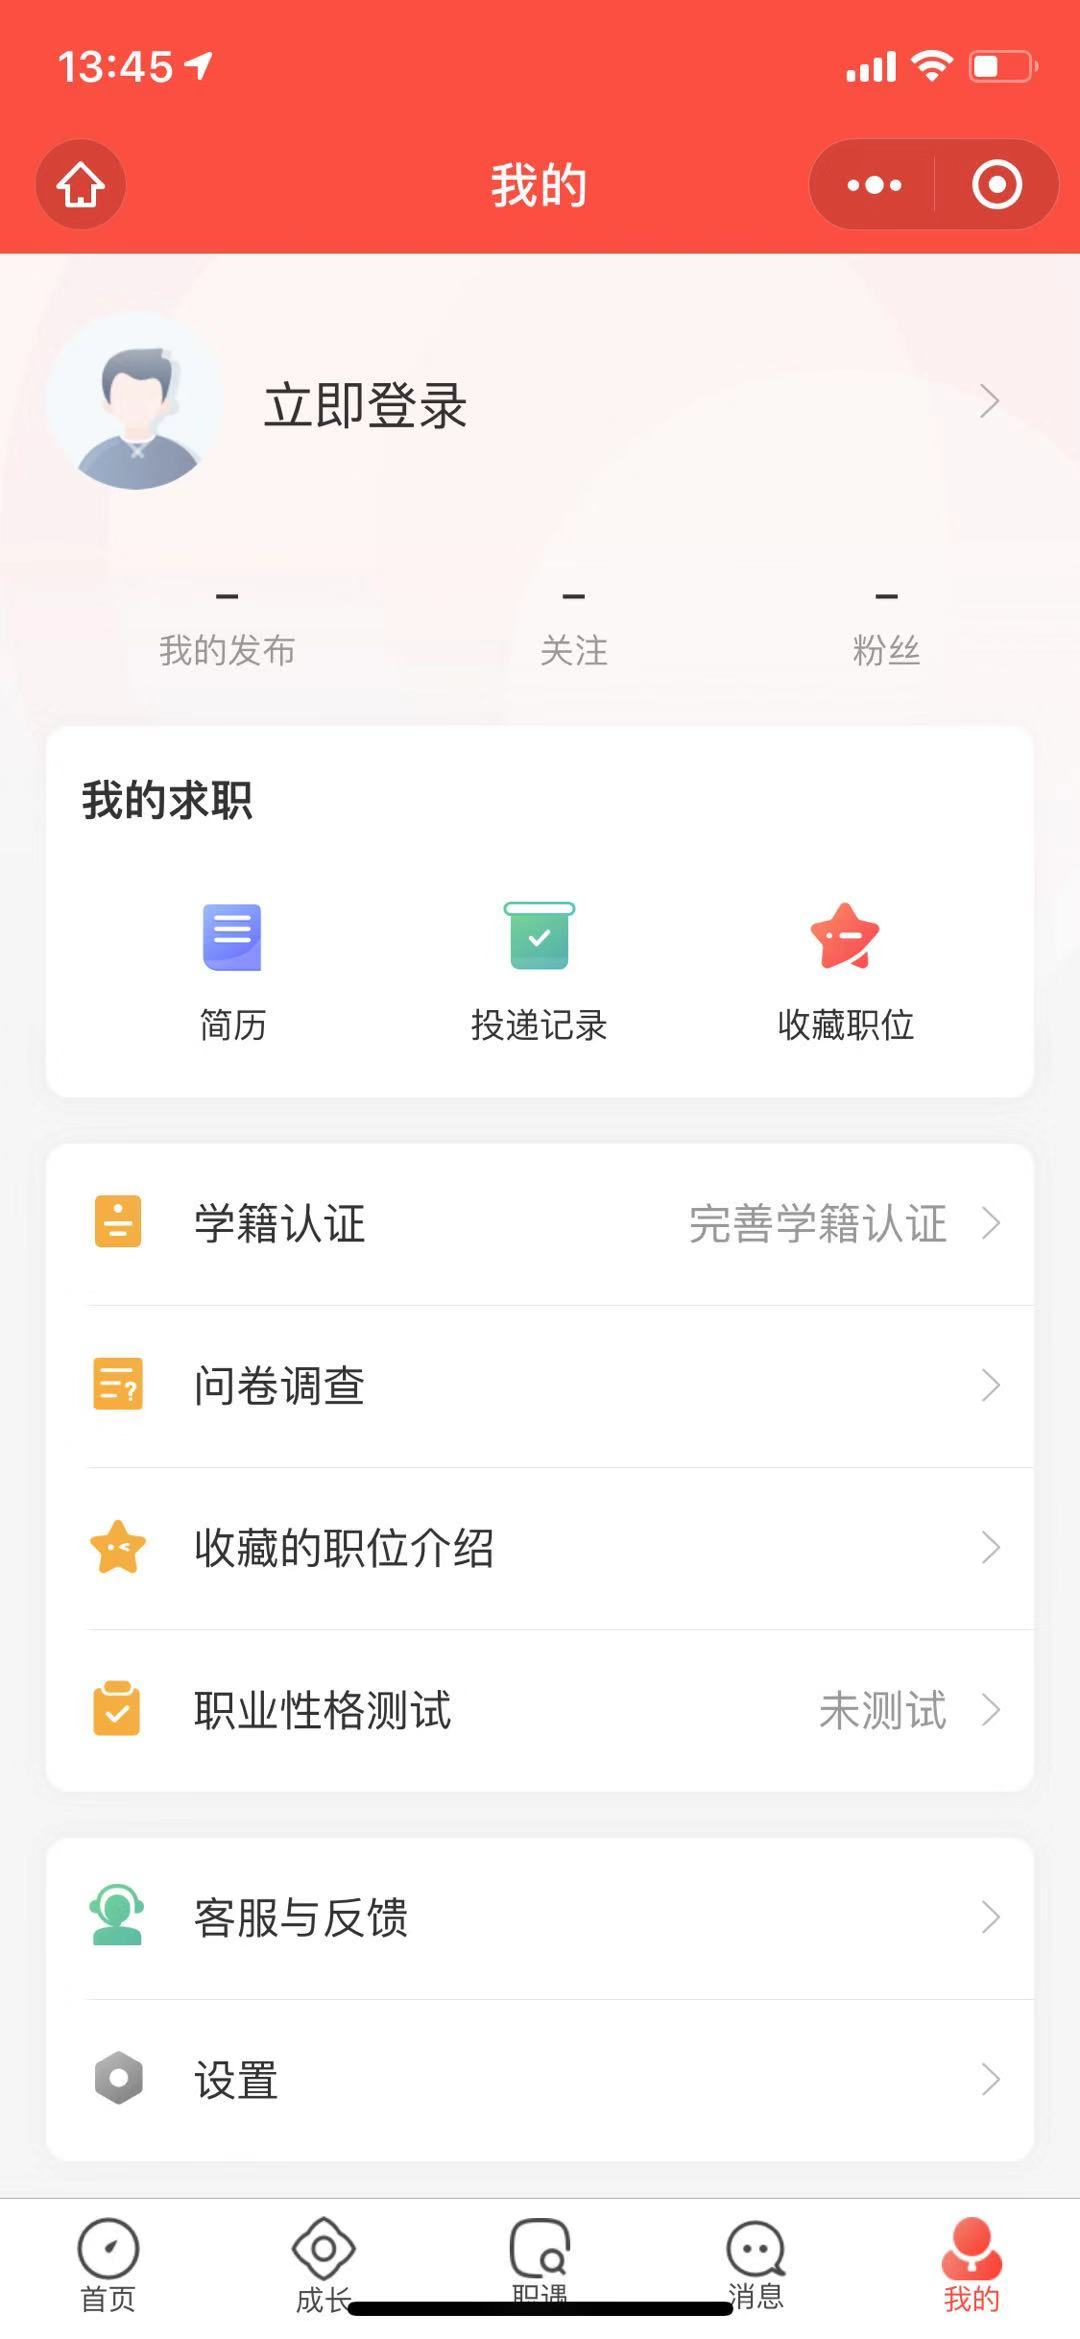 13:45
我的
立即登录
－ － －
我的发布 关注 粉丝
我的求职
简历 投递记录 收藏职位
学籍认证 完善学籍认证
问卷调查
收藏的职位介绍
职业性格测试 未测试
客服与反馈
设置
首页 成长 职遇 消息 我的